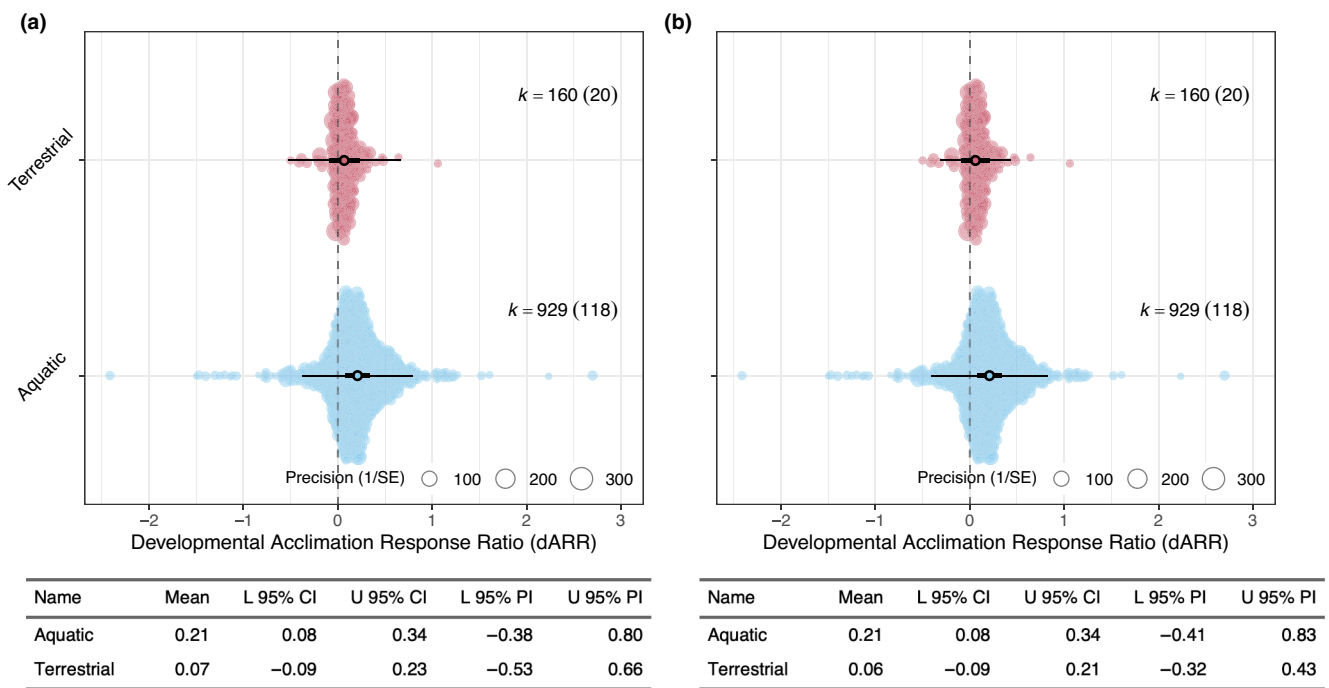 (a)
k = 160 (20)
Terrestrial
k = 929 (118)
Aquatic
Precision (1/SE) 100 200 300
−2 −1 0 1 2 3
Developmental Acclimation Response Ratio (dARR)
Name Mean L 95% CI U 95% CI L 95% PI U 95% PI
Aquatic 0.21 0.08 0.34 −0.38 0.80
Terrestrial 0.07 −0.09 0.23 −0.53 0.66
(b)
k = 160 (20)
k = 929 (118)
Precision (1/SE) 100 200 300
−2 −1 0 1 2 3
Developmental Acclimation Response Ratio (dARR)
Name Mean L 95% CI U 95% CI L 95% PI U 95% PI
Aquatic 0.21 0.08 0.34 −0.41 0.83
Terrestrial 0.06 −0.09 0.21 −0.32 0.43